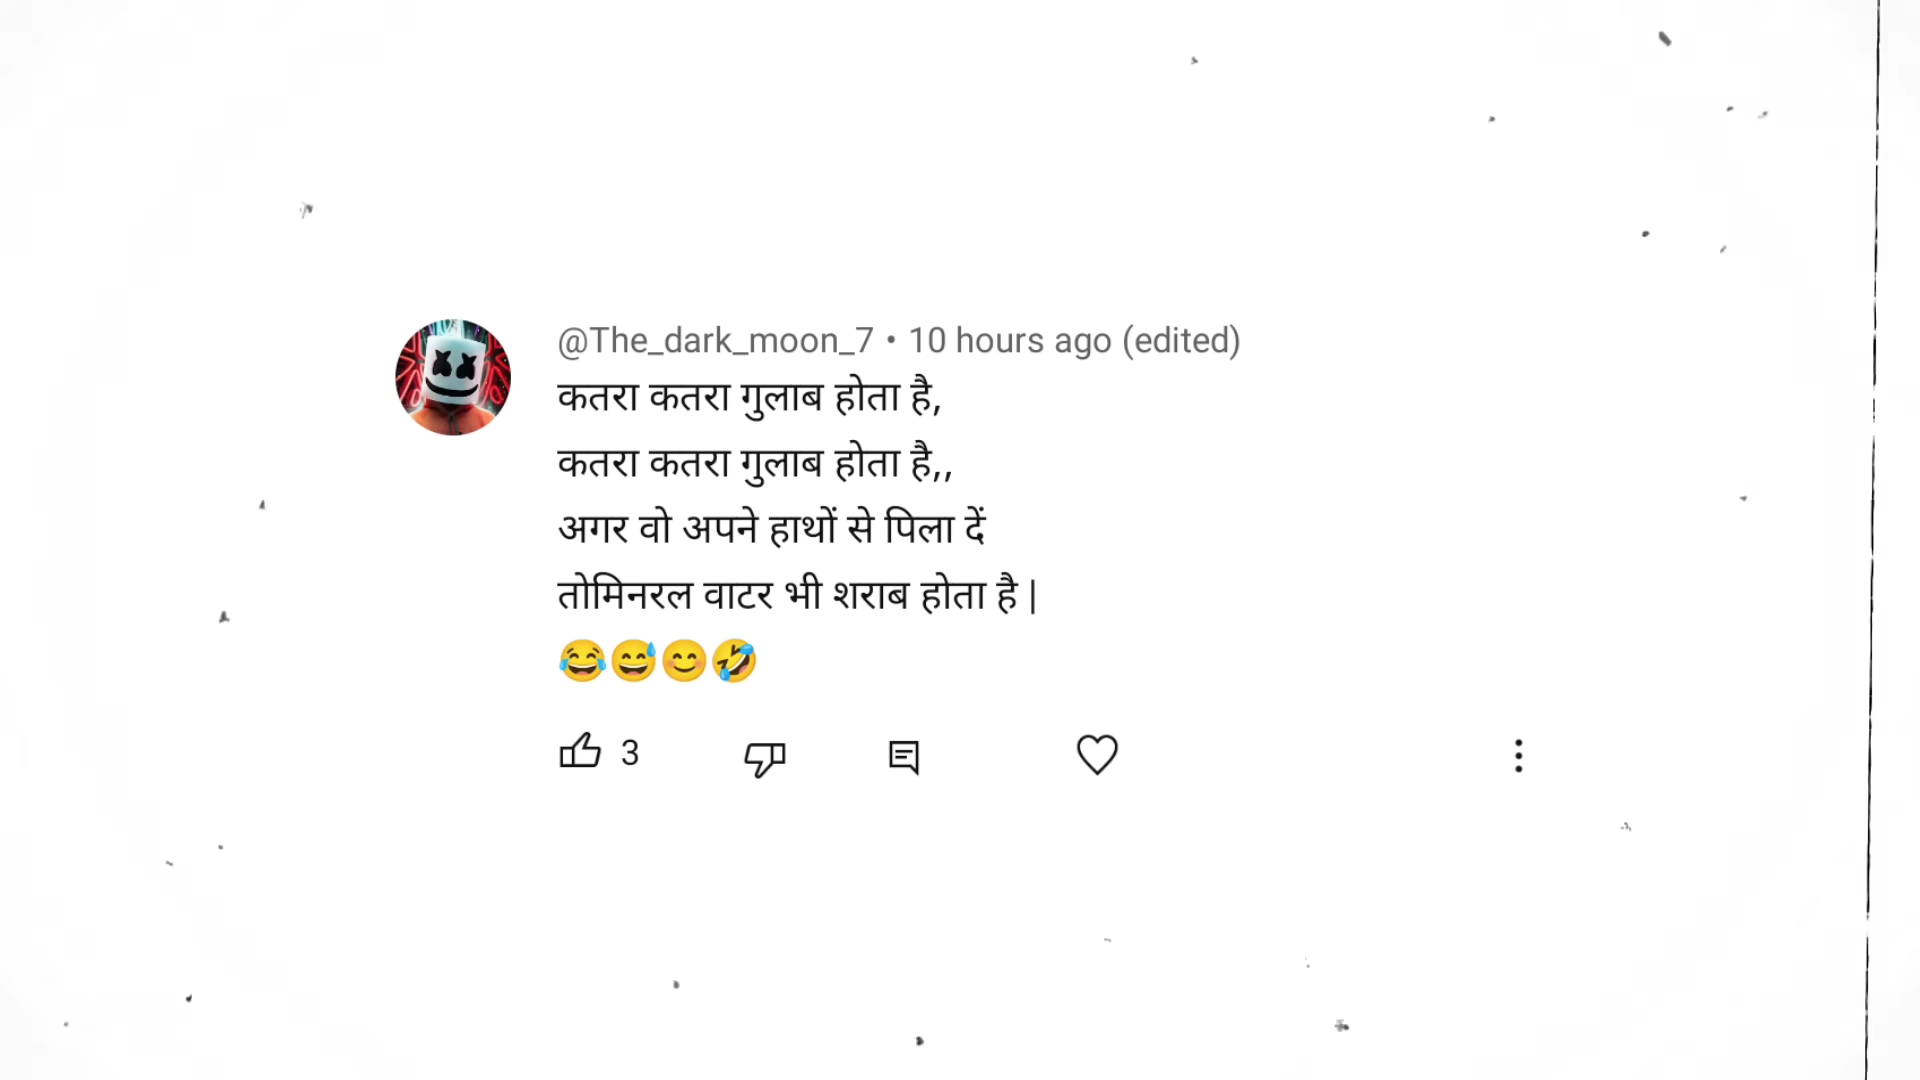 @The_dark_moon_7 • 10 hours ago (edited)
कतरा कतरा गुलाब होता है,
कतरा कतरा गुलाब होता है,,
अगर वो अपने हाथों से पिला दें
तोमिनरल वाटर भी शराब होता है |
😂😅😊🤣
3